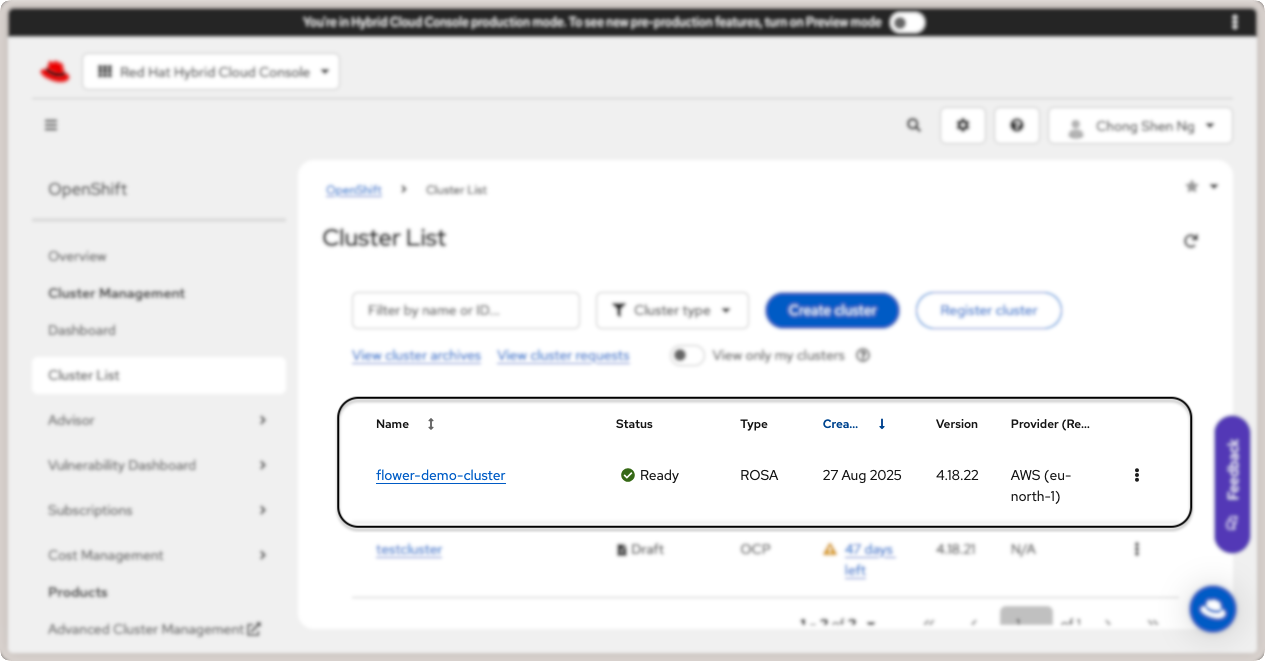 You're in Hybrid Cloud Console production mode. To see new pre-production features, turn on Preview mode
Red Hat Hybrid Cloud Console
Chong Shen Ng
OpenShift
Overview
Cluster Management
Dashboard
Cluster List
Advisor
Vulnerability Dashboard
Subscriptions
Cost Management
Products
Advanced Cluster Management
OpenShift > Cluster List
Cluster List
Filter by name or ID... Cluster type Create cluster Register cluster
View cluster archives View cluster requests View only my clusters
Name Status Type Crea... Version Provider (Re...
flower-demo-cluster Ready ROSA 27 Aug 2025 4.18.22 AWS (eu-
north-1)
testcluster Draft OCP 47 days 4.18.21 N/A
left
Feedback